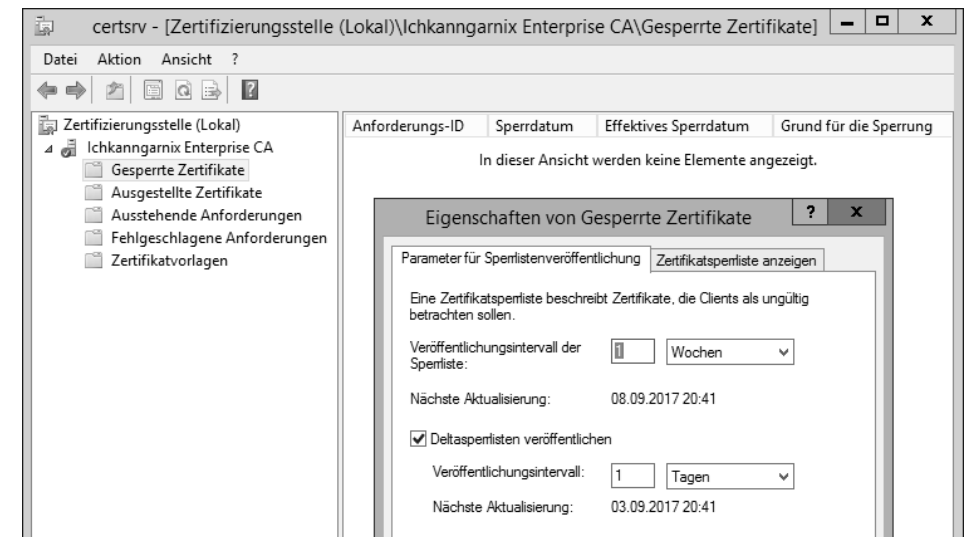 certsrv - [Zertifizierungsstelle (Lokal)\Ichkanngarnix Enterprise CA\Gesperrte Zertifikate]
Datei Aktion Ansicht ?
Zertifizierungsstelle (Lokal)
Ichkanngarnix Enterprise CA
Gesperrte Zertifikate
Ausgestellte Zertifikate
Ausstehende Anforderungen
Fehlgeschlagene Anforderungen
Zertifikatvorlagen
Anforderungs-ID Sperrdatum Effektives Sperrdatum Grund für die Sperrung
In dieser Ansicht werden keine Elemente angezeigt.
Eigenschaften von Gesperrte Zertifikate ? x
Parameter für Sperrlistenveröffentlichung Zertifikatsperrliste anzeigen
Eine Zertifikatsperrliste beschreibt Zertifikate, die Clients als ungültig
betrachten sollen.
Veröffentlichungsintervall der 1 Wochen
Sperrliste:
Nächste Aktualisierung: 08.09.2017 20:41
Deltasperrlisten veröffentlichen
Veröffentlichungsintervall: 1 Tagen
Nächste Aktualisierung: 03.09.2017 20:41